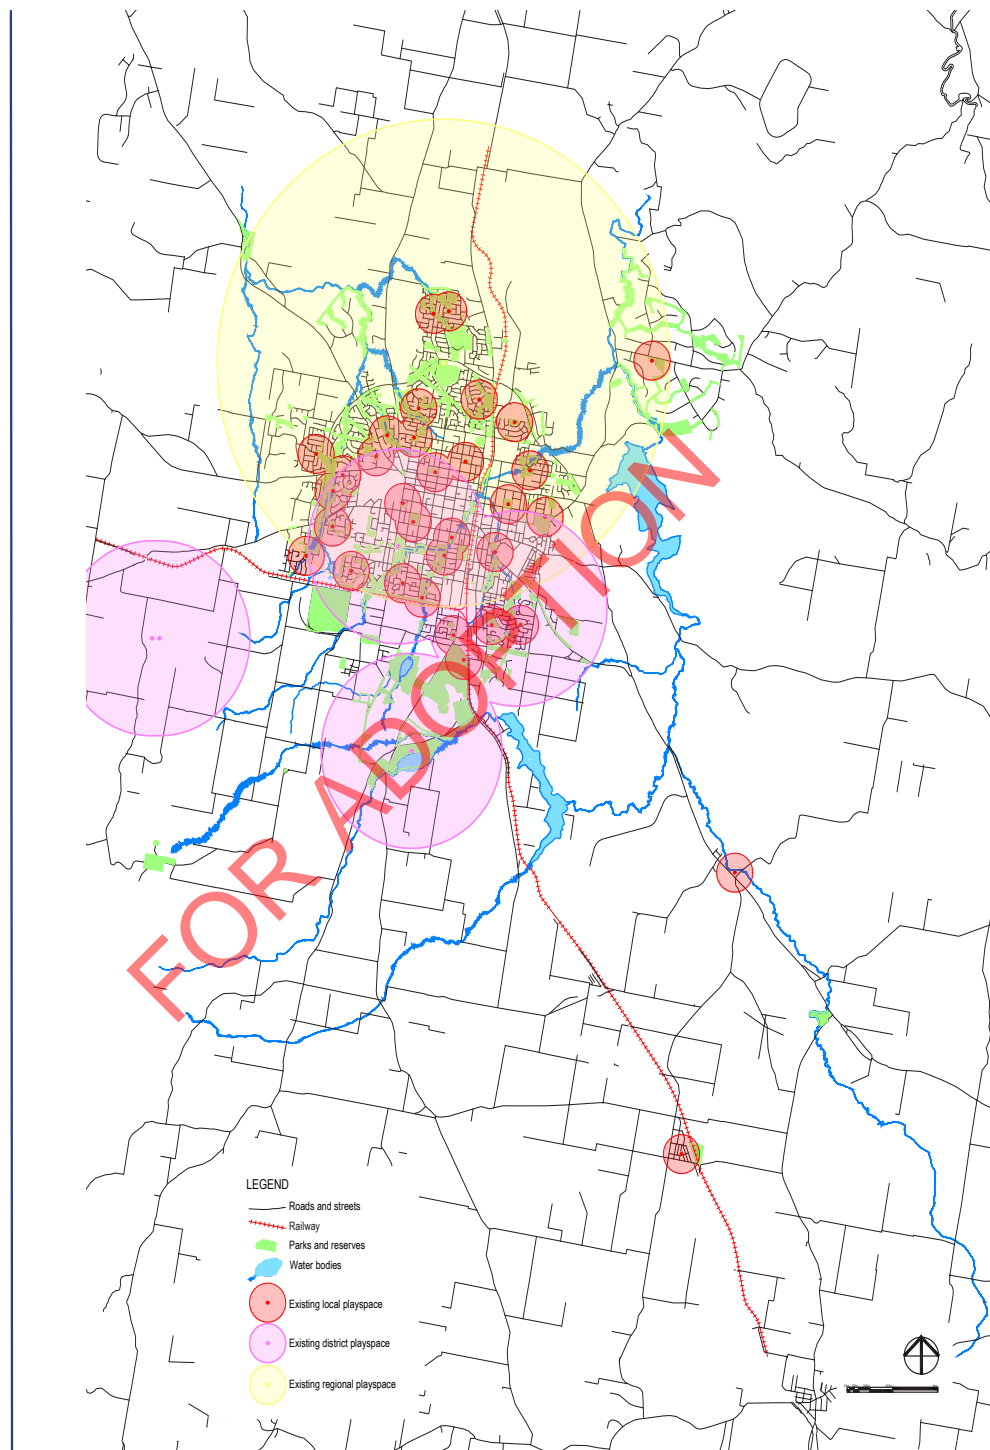 FOR ADOPTION
LEGEND
Roads and streets
Railway
Parks and reserves
Water bodies
Existing local playspace
Existing district playspace
Existing regional playspace